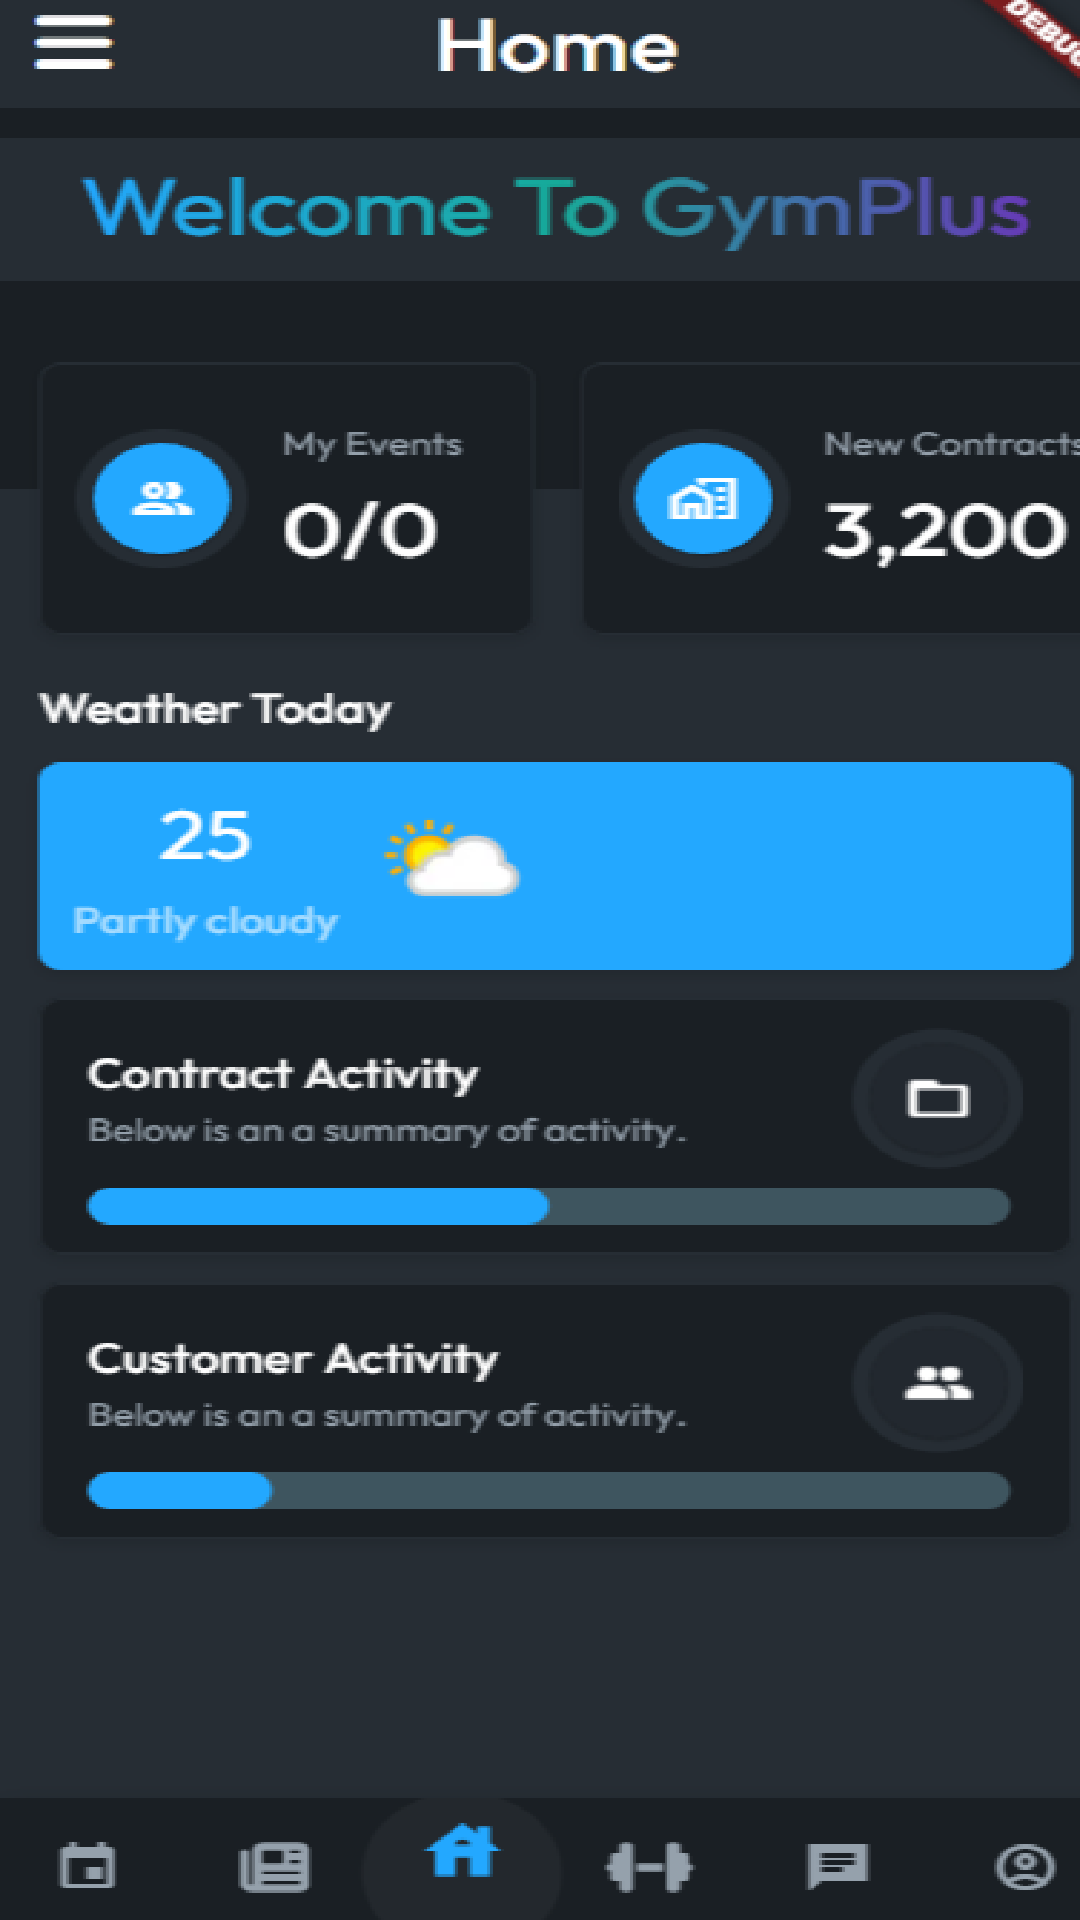 Home
DEBUG
Welcome To GymPlus
My Events
0/0
New Contracts
3,200
Weather Today
25
Partly cloudy
Contract Activity
Below is an a summary of activity.
Customer Activity
Below is an a summary of activity.